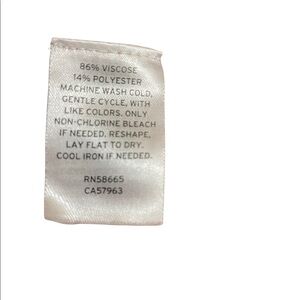 86% VISCOSE
14% POLYESTER
MACHINE WASH COLD,
GENTLE CYCLE, WITH
LIKE COLORS. ONLY
NON-CHLORINE BLEACH
IF NEEDED. RESHAPE,
LAY FLAT TO DRY.
COOL IRON IF NEEDED.
RN58665
CA57963